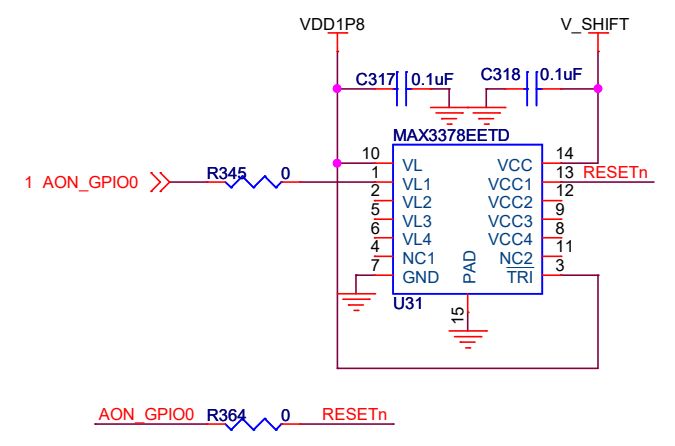 VDD1P8 V_SHIFT
C317 0.1uF C318 0.1uF
MAX3378EETD
10 VL VCC 14
1 AON_GPIO0 R345 0 1 VL1 VCC1 13 RESETn
2 VL2 VCC2 12
5 VL3 VCC3 9
6 VL4 VCC4 8
4 NC1 NC2 11
7 GND PAD TRI 3
U31 15
AON_GPIO0 R364 0 RESETn